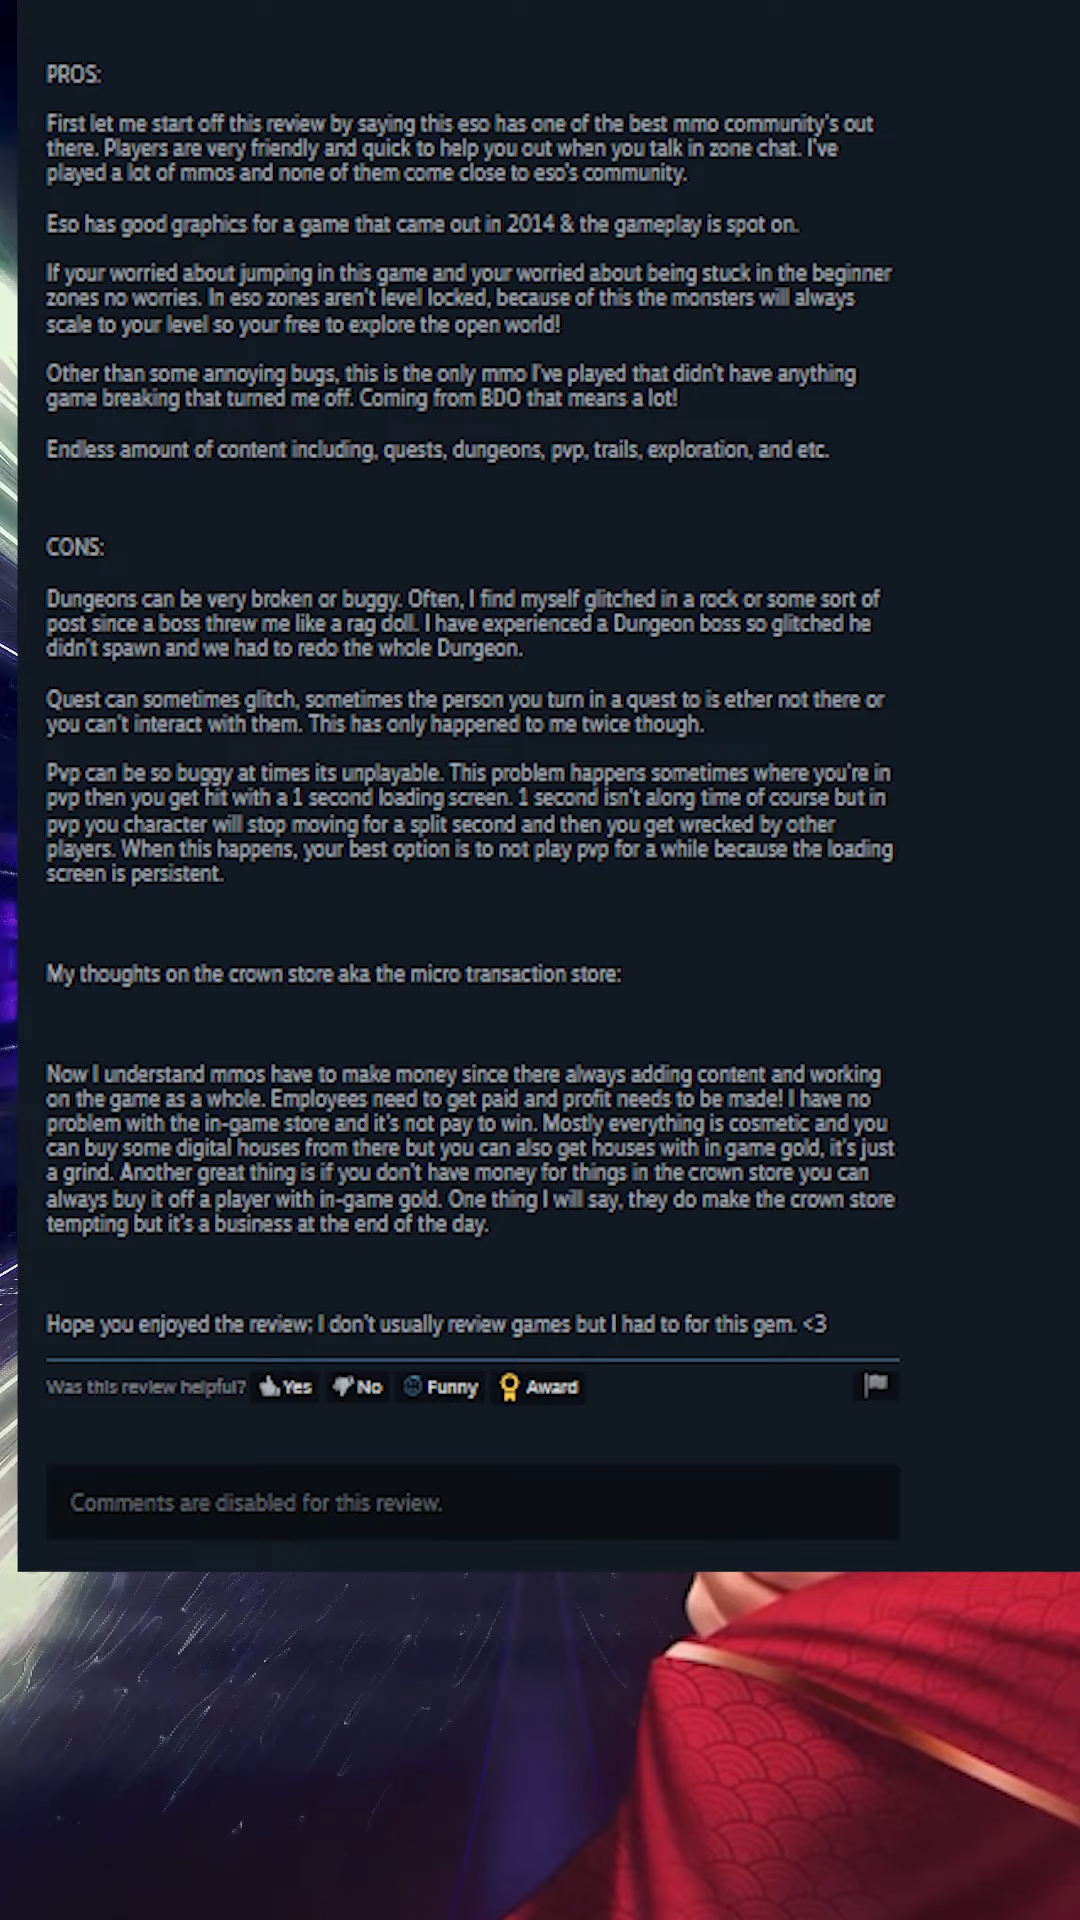 PROS:
First let me start off this review by saying this eso has one of the best mmo community's out
there. Players are very friendly and quick to help you out when you talk in zone chat. I've
played a lot of mmos and none of them come close to eso's community.
Eso has good graphics for a game that came out in 2014 & the gameplay is spot on.
If your worried about jumping in this game and your worried about being stuck in the beginner
zones no worries. In eso zones aren't level locked, because of this the monsters will always
scale to your level so your free to explore the open world!
Other than some annoying bugs, this is the only mmo I've played that didn't have anything
game breaking that turned me off. Coming from BDO that means a lot!
Endless amount of content including, quests, dungeons, pvp, trails, exploration, and etc.
CONS:
Dungeons can be very broken or buggy. Often, I find myself glitched in a rock or some sort of
post since a boss threw me like a rag doll. I have experienced a Dungeon boss so glitched he
didn't spawn and we had to redo the whole Dungeon.
Quest can sometimes glitch, sometimes the person you turn in a quest to is ether not there or
you can't interact with them. This has only happened to me twice though.
Pvp can be so buggy at times its unplayable. This problem happens sometimes where you're in
pvp then you get hit with a 1 second loading screen. 1 second isn't along time of course but in
pvp you character will stop moving for a split second and then you get wrecked by other
players. When this happens, your best option is to not play pvp for a while because the loading
screen is persistent.
My thoughts on the crown store aka the micro transaction store:
Now I understand mmos have to make money since there always adding content and working
on the game as a whole. Employees need to get paid and profit needs to be made! I have no
problem with the in-game store and it's not pay to win. Mostly everything is cosmetic and you
can buy some digital houses from there but you can also get houses with in game gold, it's just
a grind. Another great thing is if you don't have money for things in the crown store you can
always buy it off a player with in-game gold. One thing I will say, they do make the crown store
tempting but it's a business at the end of the day.
Hope you enjoyed the review; I don't usually review games but I had to for this gem. <3
Was this review helpful? Yes No Funny Award
Comments are disabled for this review.